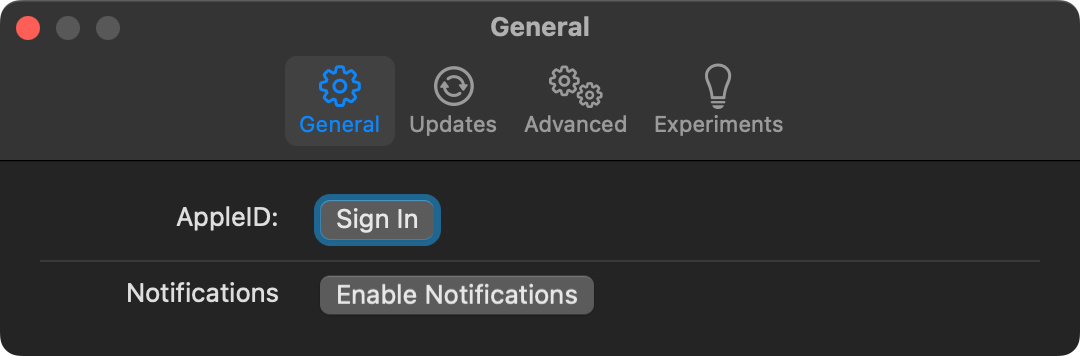 General
General Updates Advanced Experiments
AppleID: Sign In
Notifications Enable Notifications